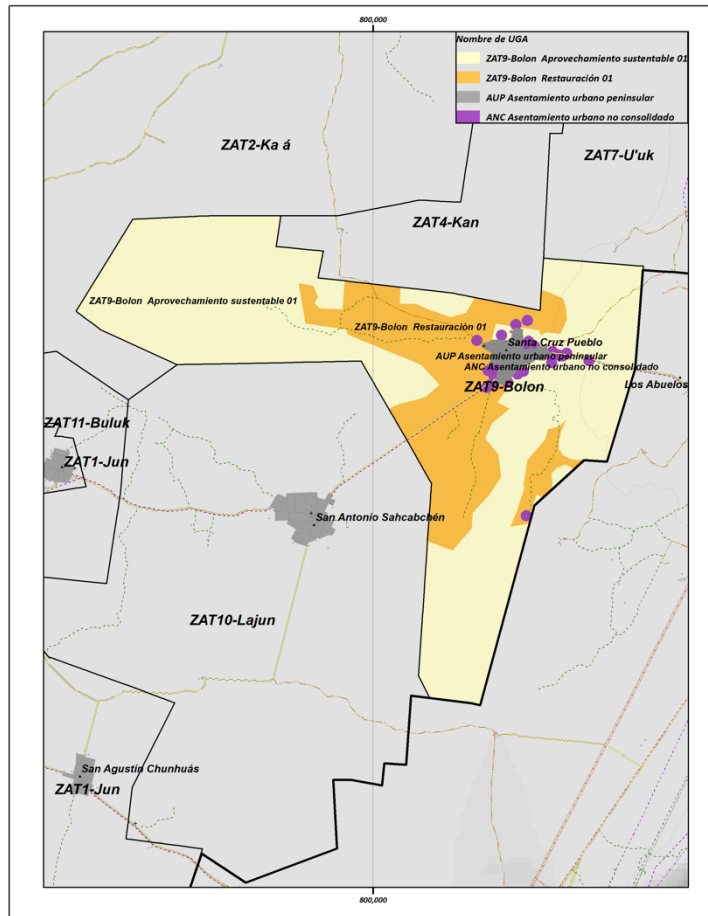 800,000
Nombre de UGA
ZAT9-Bolon Aprovechamiento sustentable 01
ZAT9-Bolon Restauración 01
AUP Asentamiento urbano peninsular
ANC Asentamiento urbano no consolidado
ZAT2-Ka á
ZAT7-U'uk
ZAT4-Kan
ZAT9-Bolon Aprovechamiento sustentable 01
ZAT9-Bolon Restauración 01
Santa Cruz Pueblo
AUP Asentamiento urbano peninsular
ANC Asentamiento urbano no consolidado
ZAT9-Bolon
Los Abuelos
ZAT11-Buluk
ZAT1-Jun
San Antonio Sahcabchén
ZAT10-Lajun
San Agustín Chunhuás
ZAT1-Jun
800,000